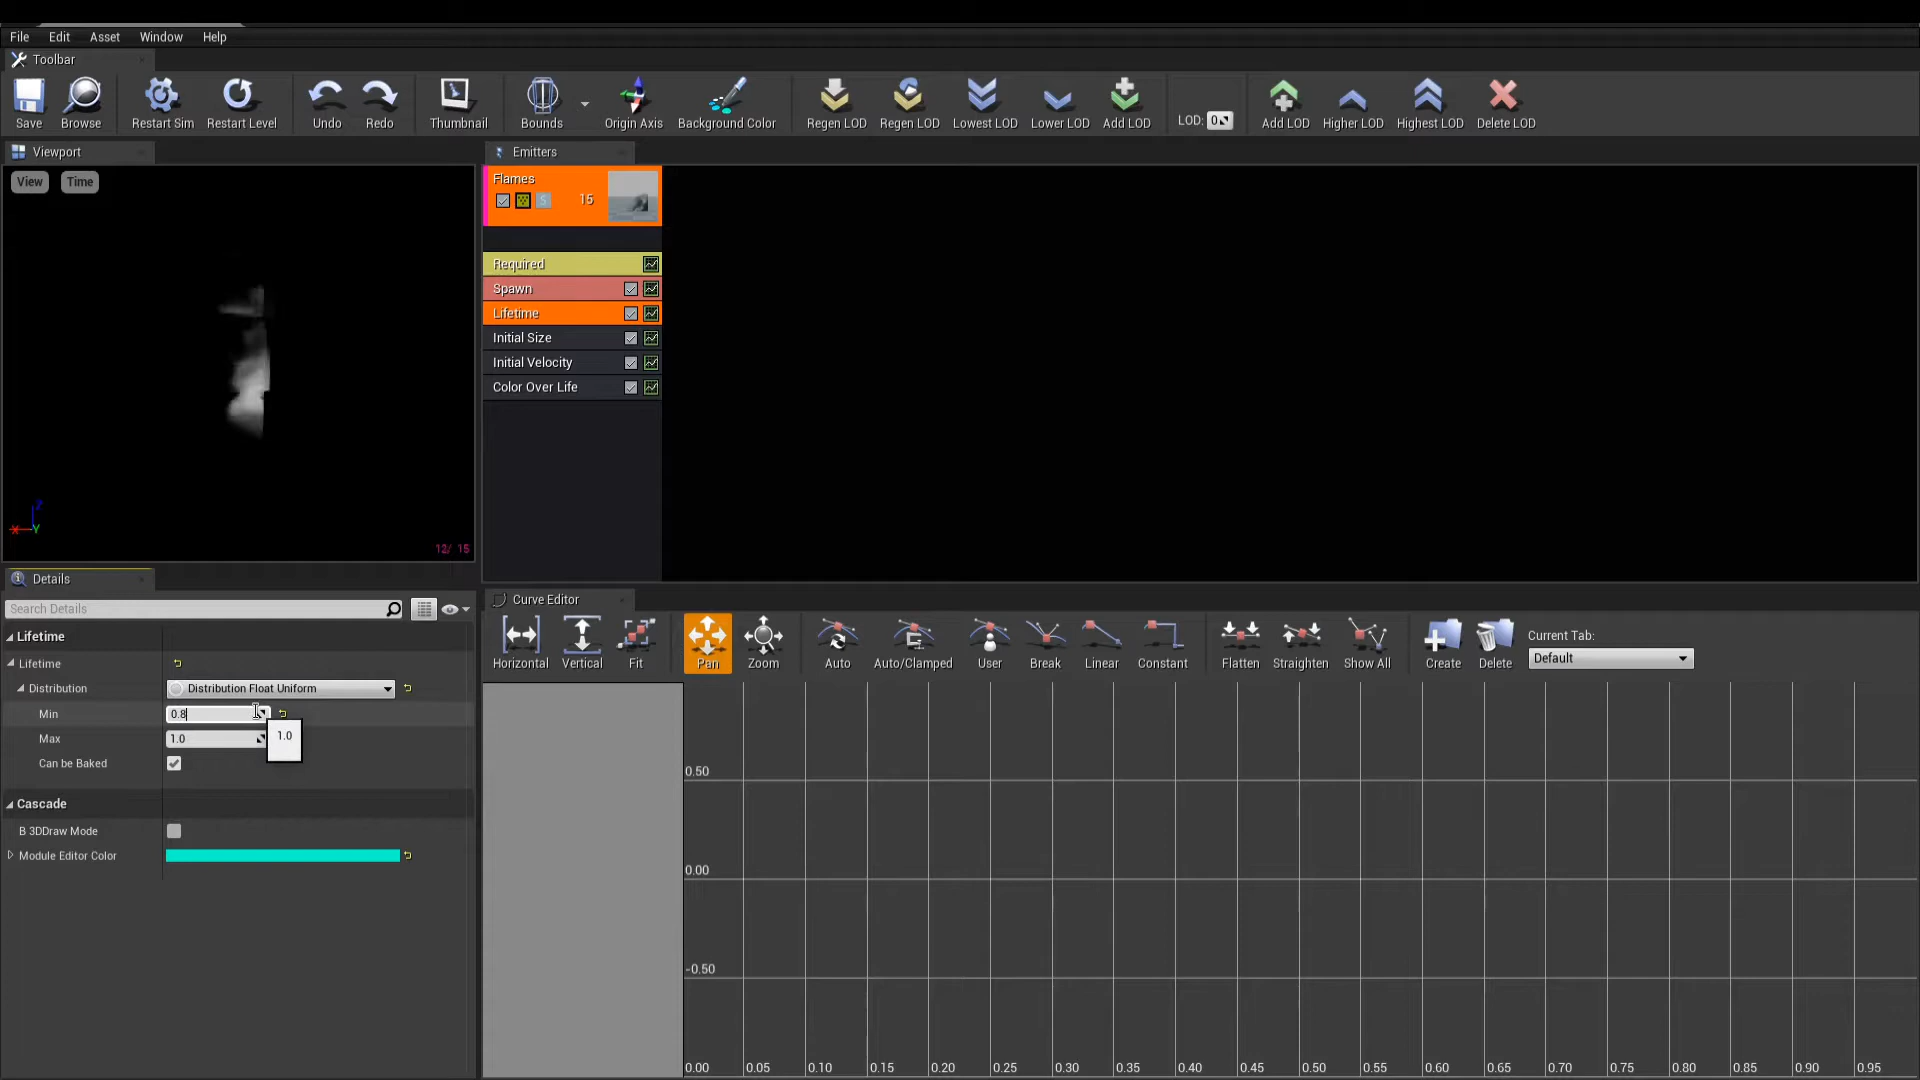 File Edit Asset Window Help
Toolbar
Save Browse Restart Sim Restart Level Undo Redo Thumbnail Bounds Origin Axis Background Color Regen LOD Regen LOD Lowest LOD Lower LOD Add LOD LOD: 0 Add LOD Higher LOD Highest LOD Delete LOD
Viewport
View Time
X Y Z
12/ 15
Emitters
Flames
S 15
Required
Spawn
Lifetime
Initial Size
Initial Velocity
Color Over Life
Details
Search Details
Lifetime
Lifetime
Distribution Distribution Float Uniform
Min 0.8
Max 1.0
1.0
Can be Baked
Cascade
B 3DDraw Mode
Module Editor Color
Curve Editor
Horizontal Vertical Fit Pan Zoom Auto Auto/Clamped User Break Linear Constant Flatten Straighten Show All Create Delete
Current Tab:
Default
0.50
0.00
-0.50
0.00 0.05 0.10 0.15 0.20 0.25 0.30 0.35 0.40 0.45 0.50 0.55 0.60 0.65 0.70 0.75 0.80 0.85 0.90 0.95